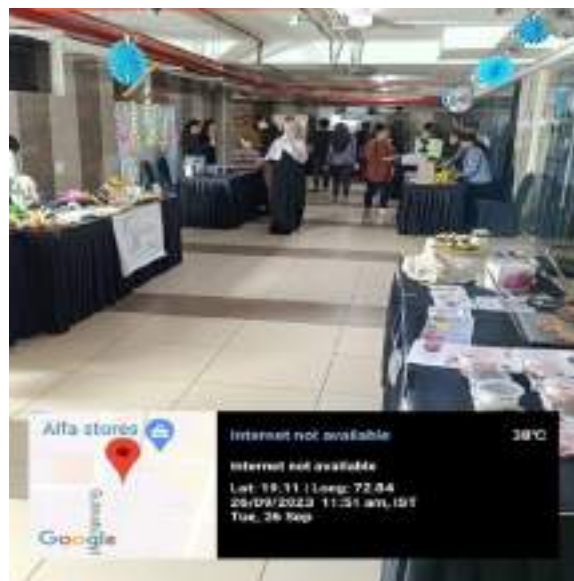 Alfa stores
Google
Internet not available
38°C
Internet not available
Lat: 19.11 | Long: 72.84
26/09/2023 11:51 am, IST
Tue, 26 Sep